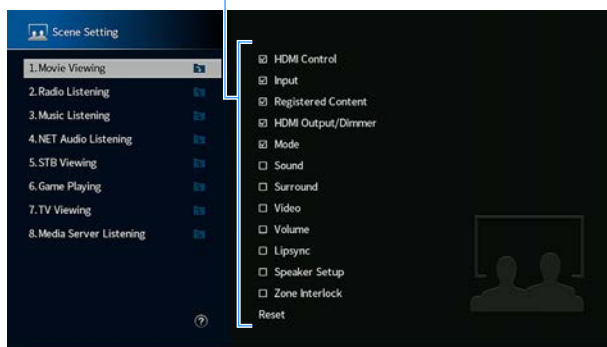 Scene Setting
1.Movie Viewing
2.Radio Listening
3.Music Listening
4.NET Audio Listening
5.STB Viewing
6.Game Playing
7.TV Viewing
8.Media Server Listening
?
HDMI Control
Input
Registered Content
HDMI Output/Dimmer
Mode
Sound
Surround
Video
Volume
Lipsync
Speaker Setup
Zone Interlock
Reset